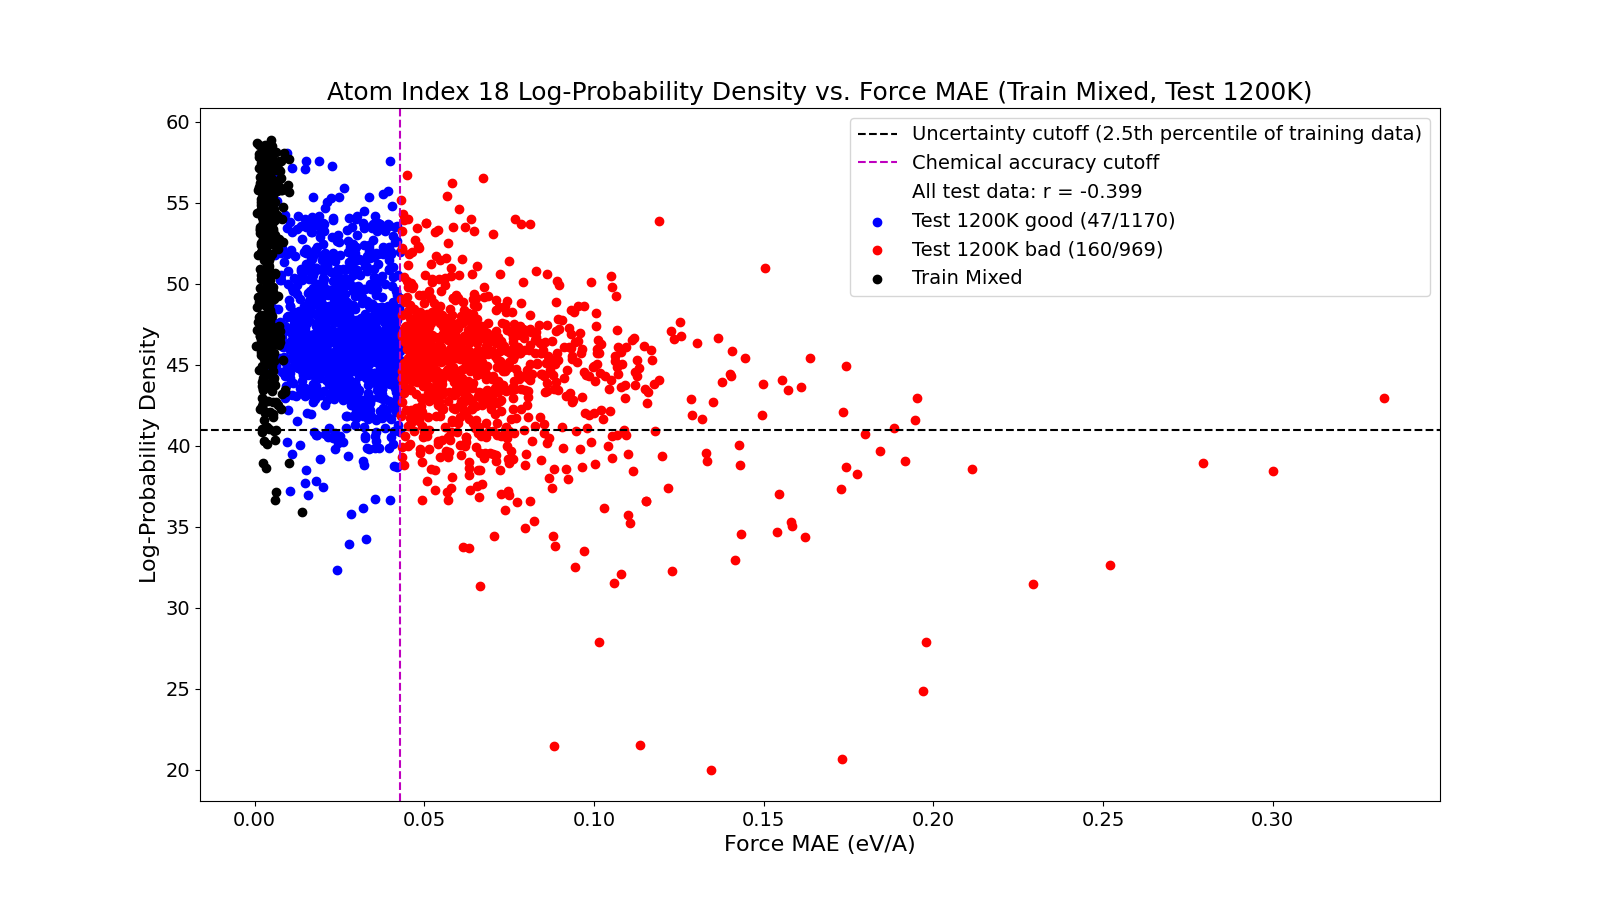 Atom Index 18 Log-Probability Density vs. Force MAE (Train Mixed, Test 1200K)
Uncertainty cutoff (2.5th percentile of training data)
Chemical accuracy cutoff
All test data: r = -0.399
Test 1200K good (47/1170)
Test 1200K bad (160/969)
Train Mixed
Log-Probability Density
60
55
50
45
40
35
30
25
20
0.00 0.05 0.10 0.15 0.20 0.25 0.30
Force MAE (eV/A)